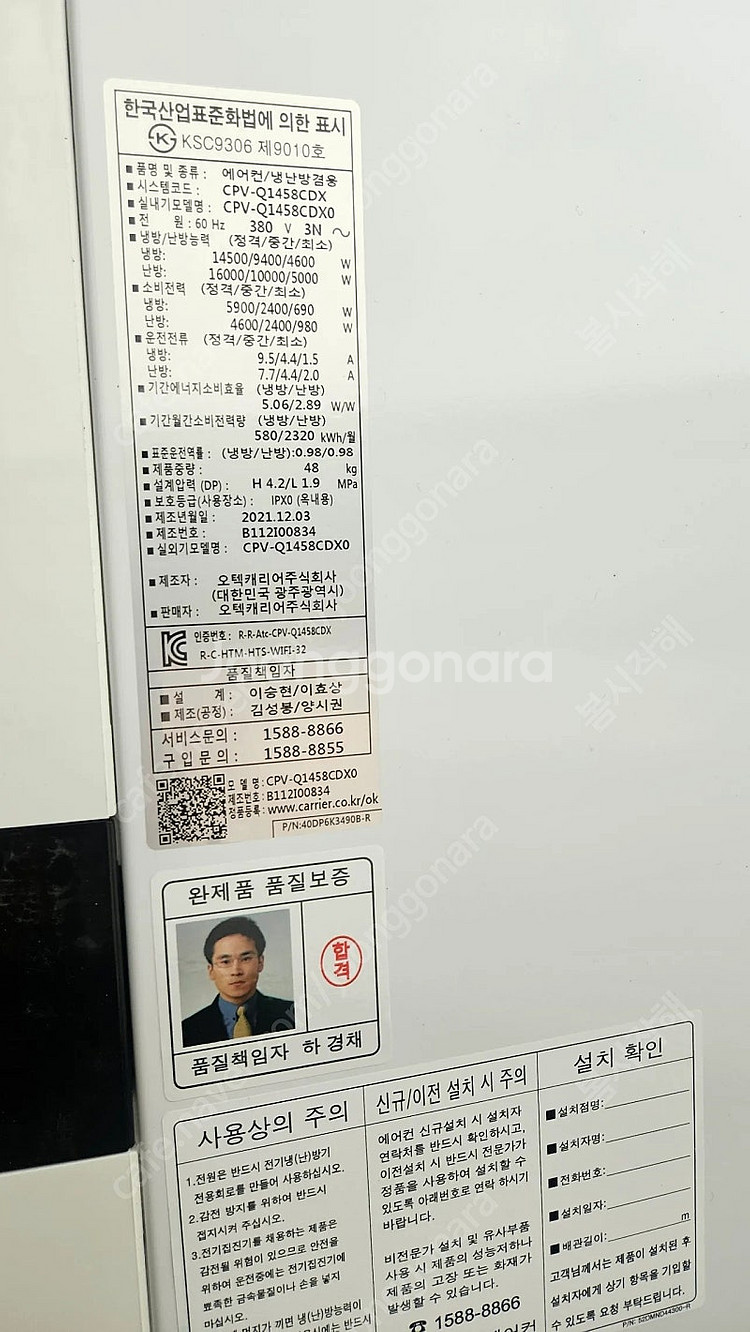 한국산업표준화법에 의한 표시
KSC9306 제9010호
■ 품명 및 종류 : 에어컨/냉난방겸용
■ 시스템코드 : CPV-Q1458CDX
■ 실내기모델명 : CPV-Q1458CDX0
■ 전 원 : 60 Hz 380 V 3N ~
■ 냉방/난방능력 (정격/중간/최소)
냉방: 14500/9400/4600 W
난방: 16000/10000/5000 W
■ 소비전력 (정격/중간/최소)
냉방: 5900/2400/690 W
난방: 4600/2400/980 W
■ 운전전류 (정격/중간/최소)
냉방: 9.5/4.4/1.5 A
난방: 7.7/4.4/2.0 A
■ 기간에너지소비효율 (냉방/난방)
5.06/2.89 W/W
■ 기간월간소비전력량 (냉방/난방)
580/2320 kWh/월
■ 표준운전역률 : (냉방/난방):0.98/0.98
■ 제품중량 : 48 kg
■ 설계압력 (DP) : H 4.2/L 1.9 MPa
■ 보호등급(사용장소) : IPX0 (옥내용)
■ 제조년월일 : 2021.12.03
■ 제조번호 : B112I00834
■ 실외기모델명 : CPV-Q1458CDX0
■ 제조자 : 오텍캐리어주식회사
(대한민국 광주광역시)
■ 판매자 : 오텍캐리어주식회사
인증번호 : R-R-Atc-CPV-Q1458CDX
R-C-HTM-HTS-WIFI-32
품질책임자
■ 설 계 : 이승현/이효상
■ 제조(공정) : 김성봉/양시권
서비스문의 : 1588-8866
구입문의 : 1588-8855
모델명 : CPV-Q1458CDX0
제조번호 : B112I00834
정품등록 : www.carrier.co.kr/ok
P/N:40DP6K3490B-R
완제품 품질보증
합격
품질책임자 하 경채
사용상의 주의
1.전원은 반드시 전기냉(난)방기
전용회로를 만들어 사용하십시오.
2.감전 방지를 위하여 반드시
접지시켜 주십시오.
3.전기집진기를 채용하는 제품은
감전될 위험이 있으므로 안전을
위하여 운전중에는 전기집진기에
뾰족한 금속물질이나 손을 넣지
마십시오.
먼지가 끼면 냉(난)방능력이
시에는 반드시
신규/이전 설치 시 주의
에어컨 신규설치 시 설치자
연락처를 반드시 확인하시고,
이전설치 시 반드시 전문가가
정품을 사용하여 설치할 수
있도록 아래번호로 연락 하시기
바랍니다.
비전문가 설치 및 유사부품
사용 시 제품의 성능저하나
제품의 고장 또는 화재가
발생할 수 있습니다.
☎ 1588-8866
에어컨
설치 확인
■ 설치점명:
■ 설치자명:
■ 전화번호:
■ 설치일자:
■ 배관길이: m
고객님께서는 제품이 설치된 후
설치자에게 상기 항목을 기입할
수 있도록 요청 부탁드립니다.
P/N: 52DMND44300-R
joonggonara
봄시작해